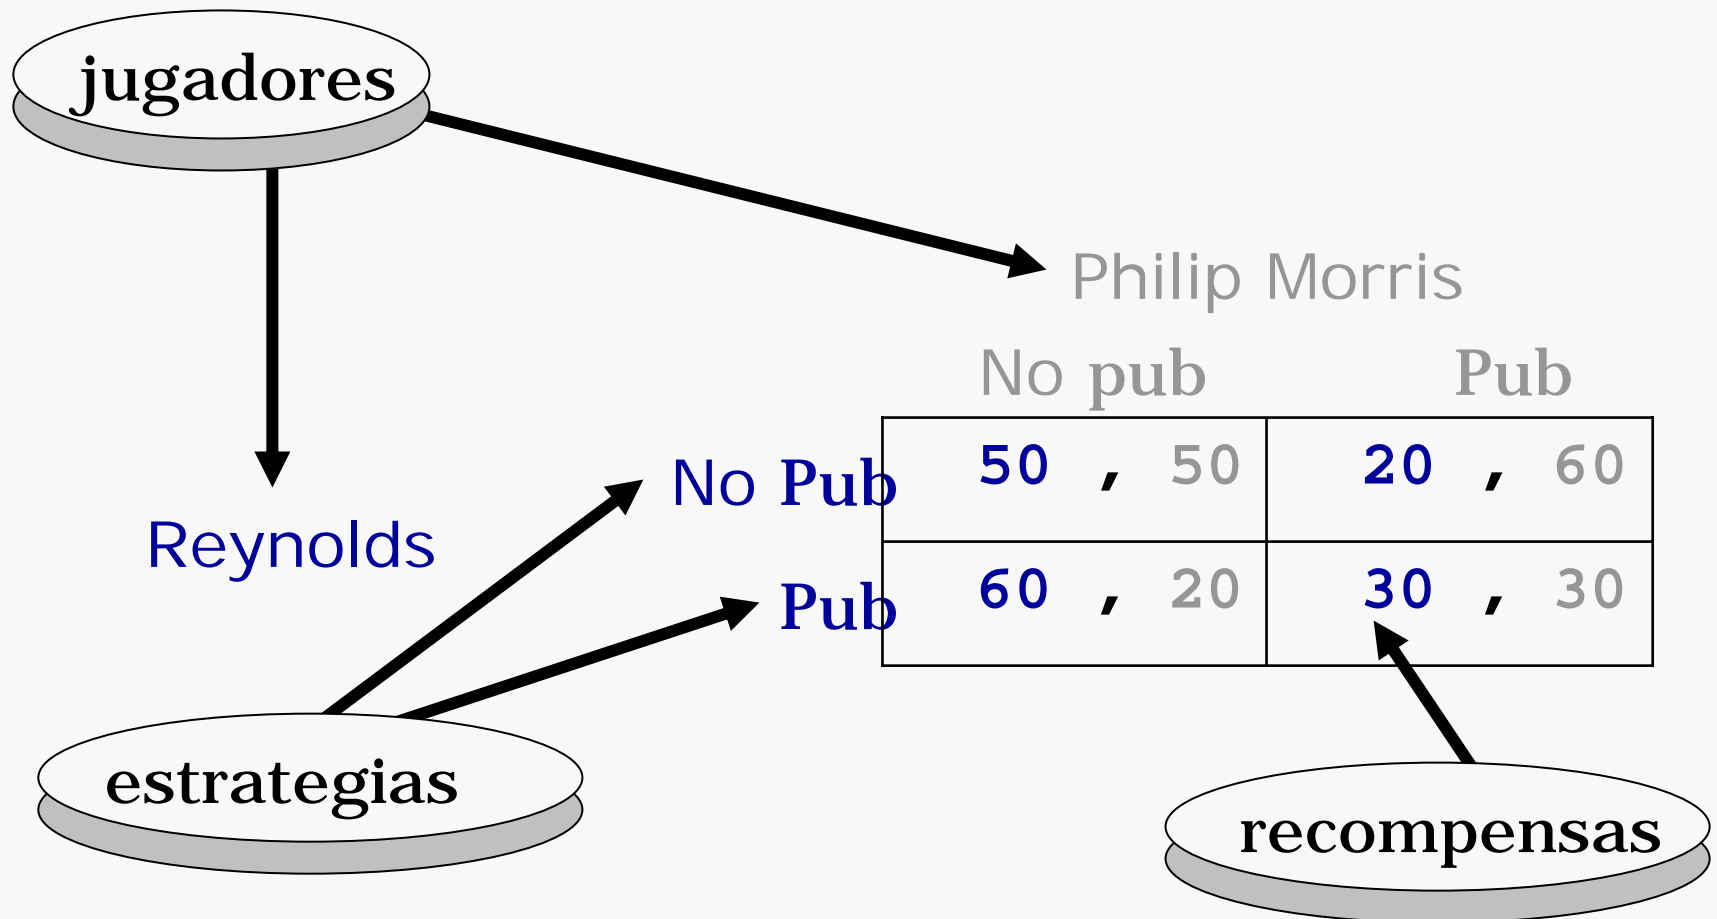 jugadores
Philip Morris
No pub Pub
No Pub 50 , 50 20 , 60
Reynolds
Pub 60 , 20 30 , 30
estrategias
recompensas